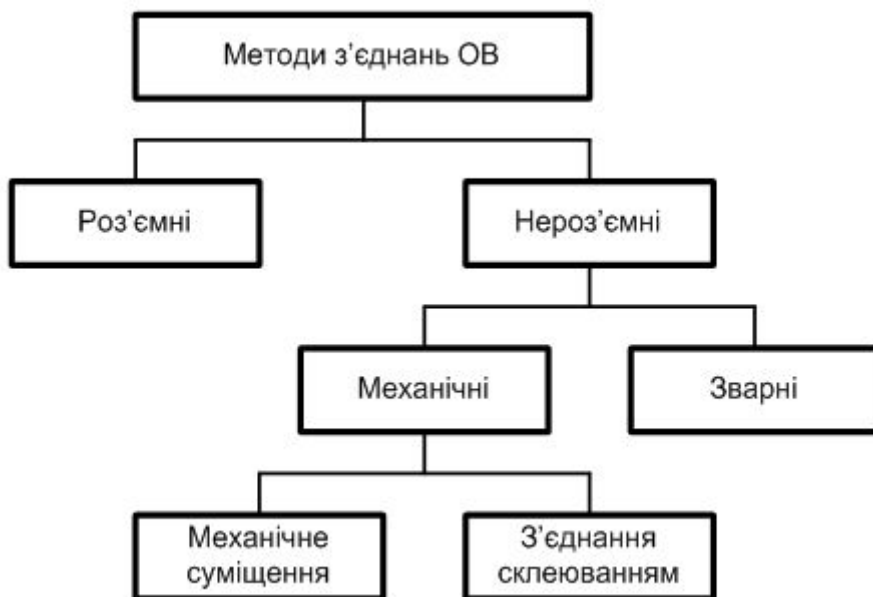 Методи з’єднань ОВ
Роз’ємні
Нероз’ємні
Механічні
Зварні
Механічне
суміщення
З’єднання
склеюванням